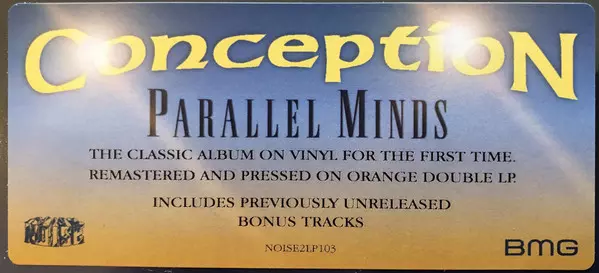 Conception
Parallel Minds
THE CLASSIC ALBUM ON VINYL FOR THE FIRST TIME.
REMASTERED AND PRESSED ON ORANGE DOUBLE LP.
INCLUDES PREVIOUSLY UNRELEASED
BONUS TRACKS
NOISE2LP103
NOISE
BMG